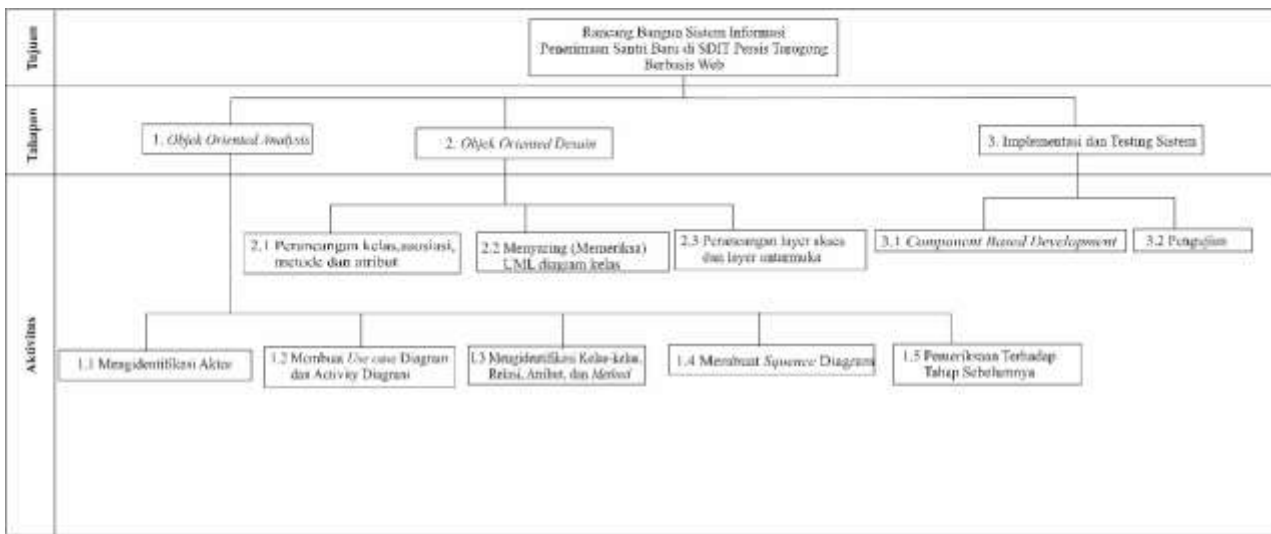 Tujuan
Rancang Bangun Sistem Informasi
Penerimaan Santri Baru di SDIT Persis Tarogong
Berbasis Web
Tahapan
1. Objek Oriented Analysis
2. Objek Oriented Desain
3. Implementasi dan Testing Sistem
Aktivitas
2.1 Perancangan kelas,asosiasi,
metode dan atribut
2.2 Menyaring (Memeriksa)
UML diagram kelas
2.3 Perancangan layer akses
dan layer antarmuka
3.1 Component Based Development
3.2 Pengujian
1.1 Mengidentifikasi Aktor
1.2 Membuat Use case Diagram
dan Activity Diagram
1.3 Mengidentifikasi Kelas-kelas,
Relasi, Atribut, dan Method
1.4 Membuat Squence Diagram
1.5 Pemeriksaan Terhadap
Tahap Sebelumnya